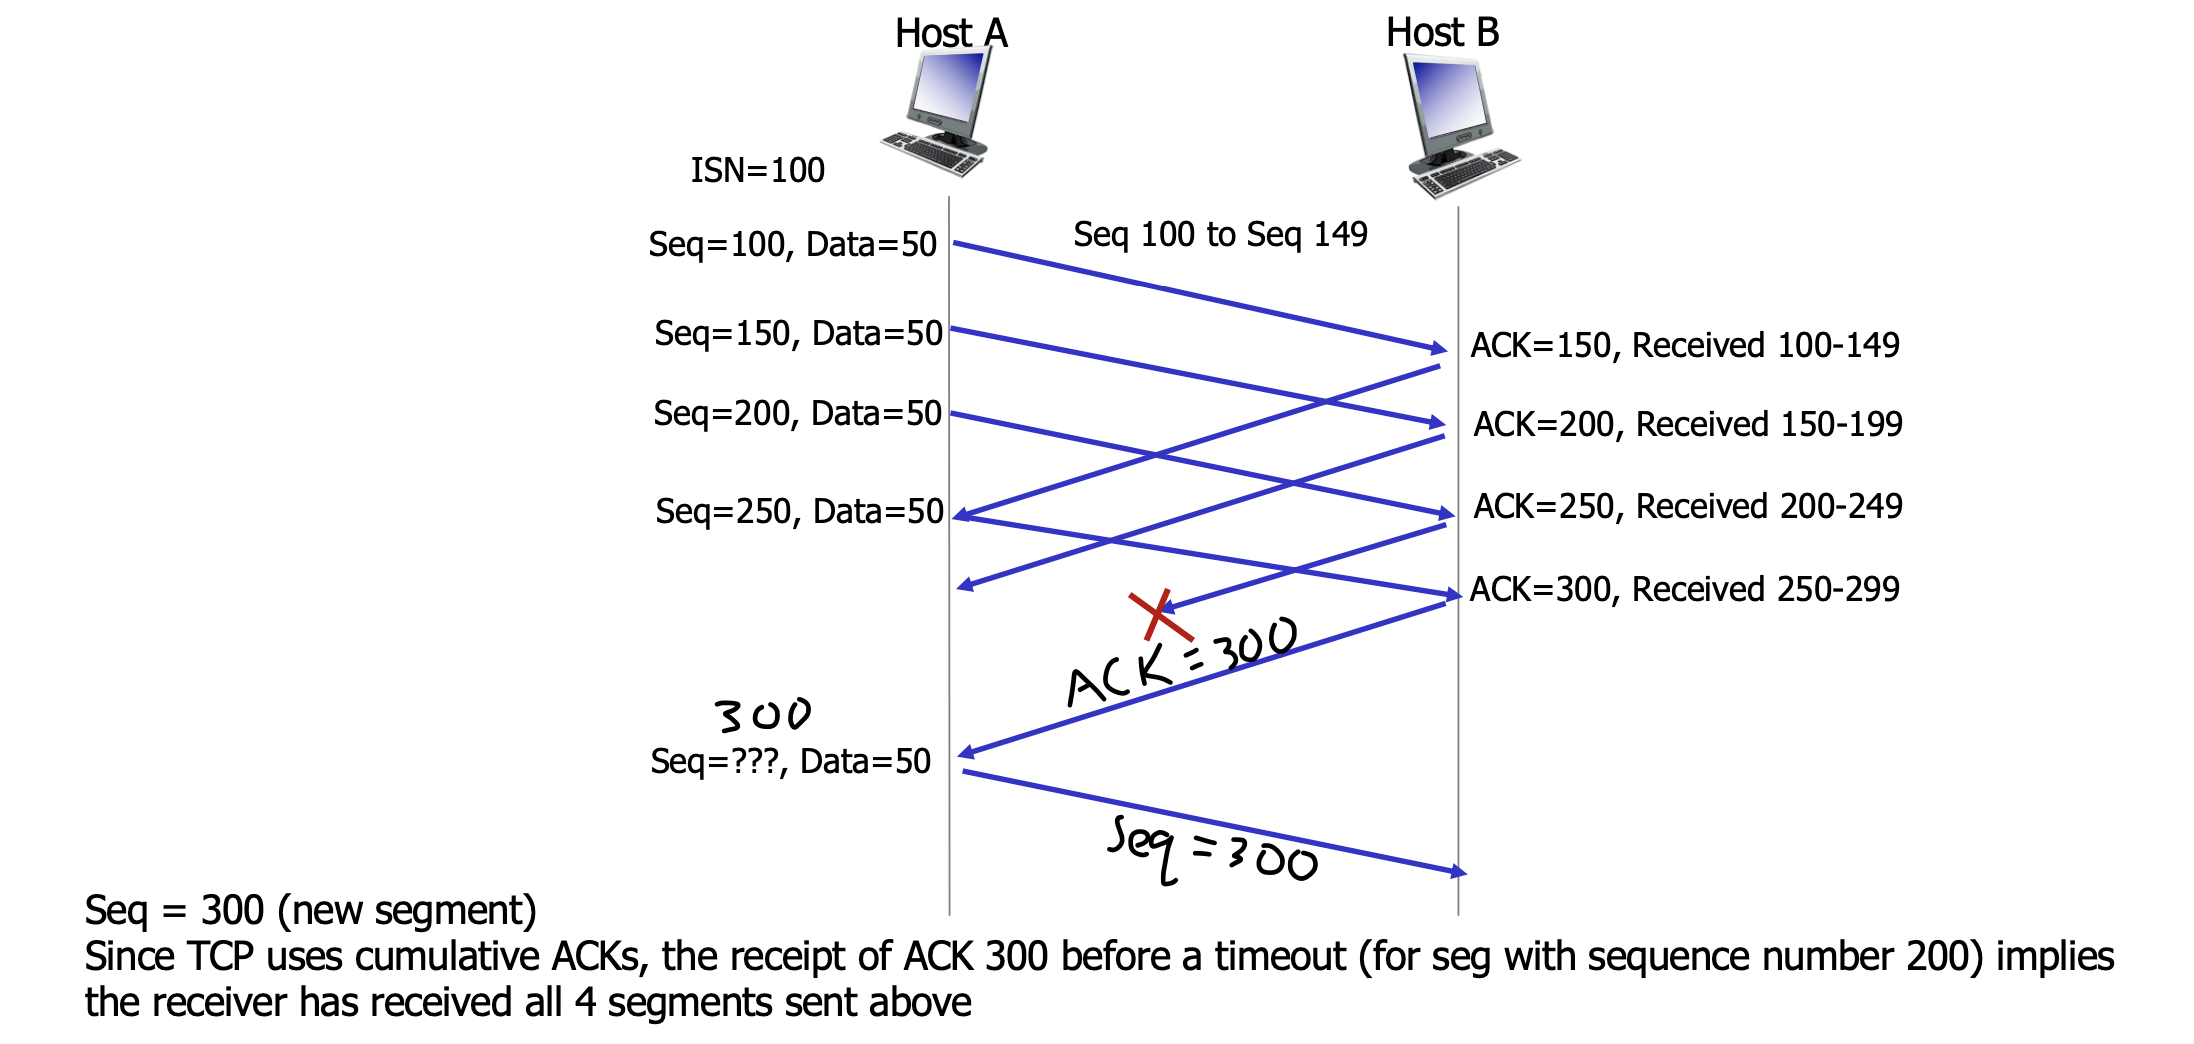 Host A
Host B
ISN=100
Seq=100, Data=50
Seq 100 to Seq 149
Seq=150, Data=50
ACK=150, Received 100-149
Seq=200, Data=50
ACK=200, Received 150-199
Seq=250, Data=50
ACK=250, Received 200-249
ACK=300, Received 250-299
ACK=300
300
Seq=???, Data=50
Seq=300
Seq = 300 (new segment)
Since TCP uses cumulative ACKs, the receipt of ACK 300 before a timeout (for seg with sequence number 200) implies
the receiver has received all 4 segments sent above